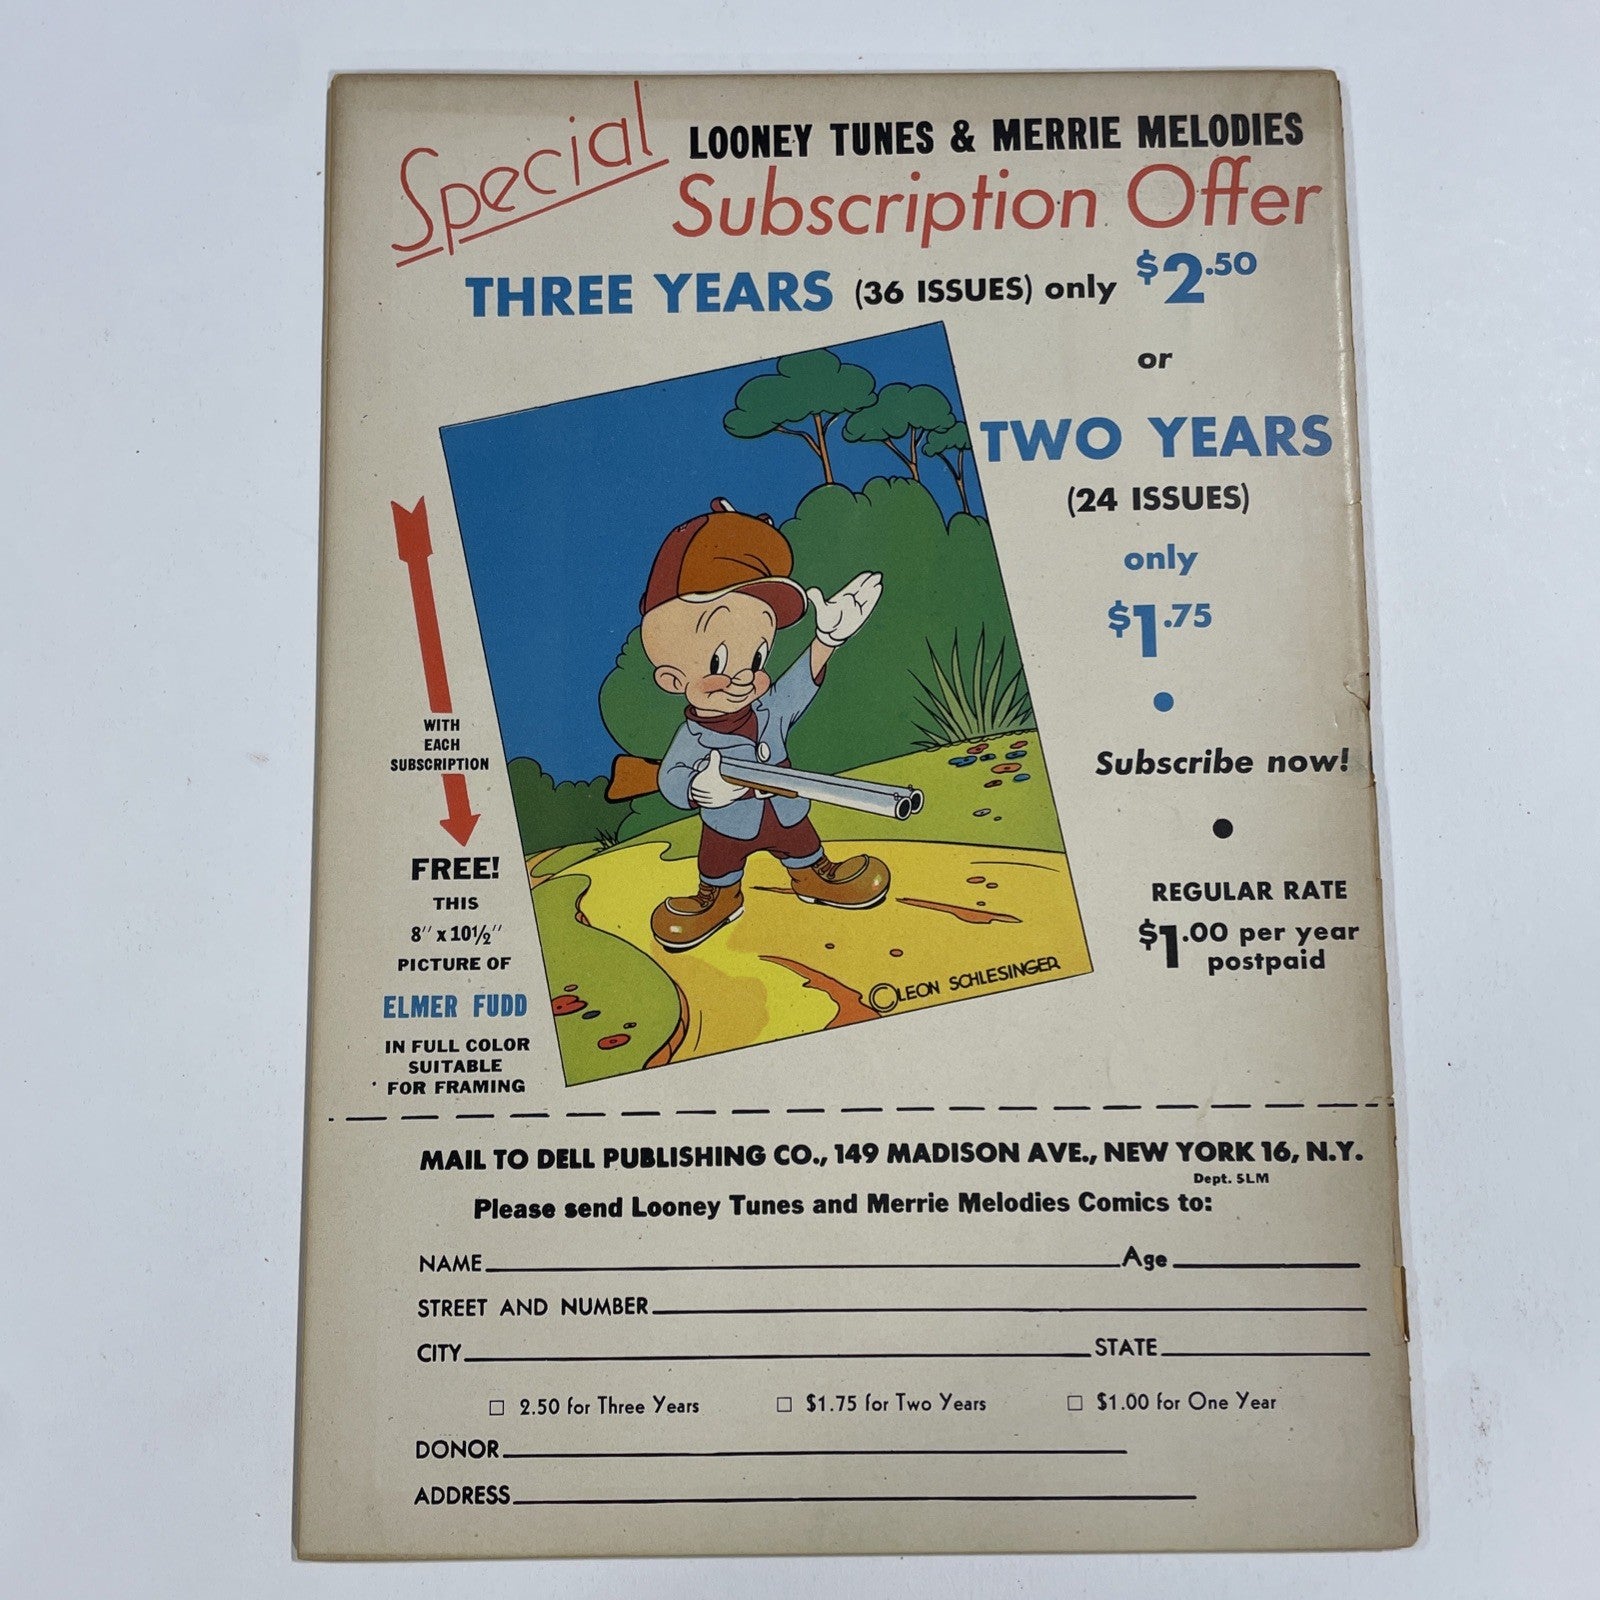 Special LOONEY TUNES & MERRIE MELODIES
Subscription Offer
THREE YEARS (36 ISSUES) only $2.50
or
TWO YEARS
(24 ISSUES)
only
$1.75
Subscribe now!
REGULAR RATE
$1.00 per year
postpaid
WITH
EACH
SUBSCRIPTION
FREE!
THIS
8" x 10½"
PICTURE OF
ELMER FUDD
IN FULL COLOR
SUITABLE
FOR FRAMING
©LEON SCHLESINGER
MAIL TO DELL PUBLISHING CO., 149 MADISON AVE., NEW YORK 16, N.Y.
Dept. 5LM
Please send Looney Tunes and Merrie Melodies Comics to:
NAME Age
STREET AND NUMBER
CITY STATE
□ 2.50 for Three Years □ $1.75 for Two Years □ $1.00 for One Year
DONOR
ADDRESS